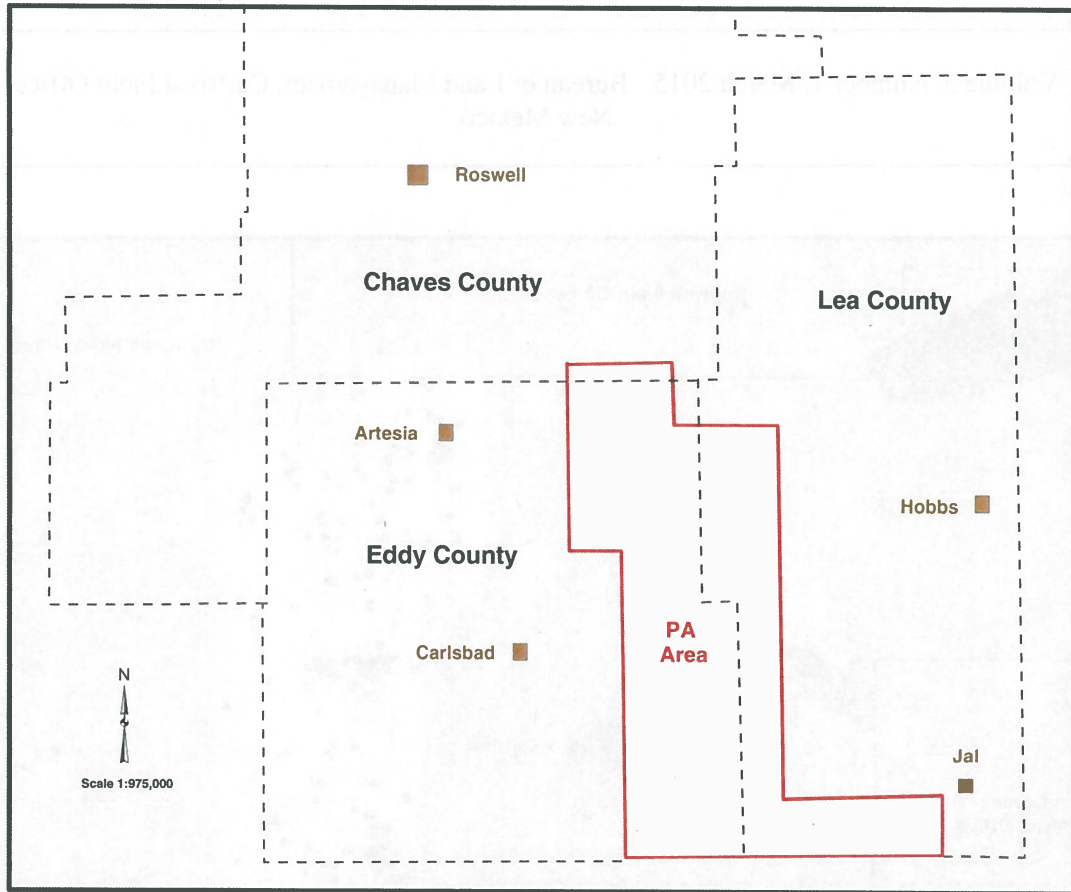 Roswell
Chaves County
Lea County
Artesia
Hobbs
Eddy County
PA
Area
Carlsbad
N
Scale 1:975,000
Jal